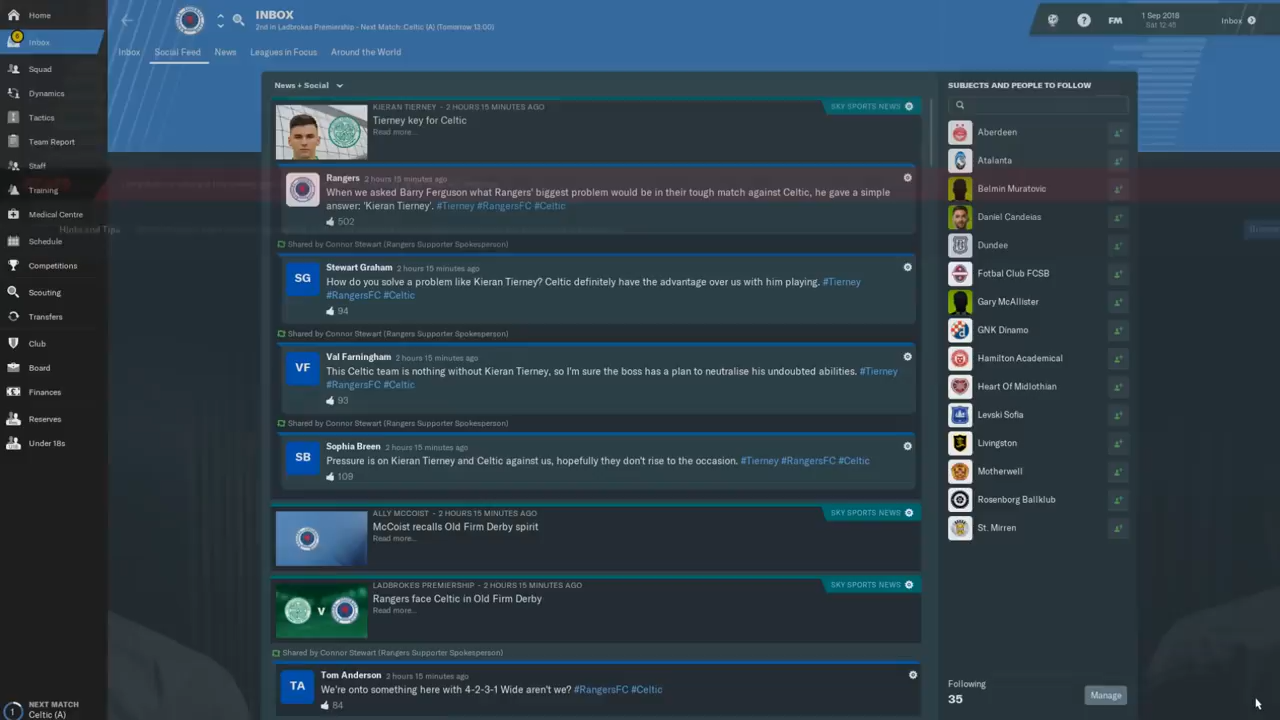 Home
Inbox
Squad
Dynamics
Tactics
Team Report
Staff
Training
Medical Centre
Schedule
Competitions
Scouting
Transfers
Club
Board
Finances
Reserves
Under 18s
1
NEXT MATCH
Celtic (A)
INBOX
2nd in Ladbrokes Premiership - Next Match: Celtic (A) (Tomorrow 13:00)
FM
1 Sep 2018
Sat 12:45
Inbox
Inbox
Social Feed
News
Leagues in Focus
Around the World
Hints and Tips
News + Social
KIERAN TIERNEY - 2 HOURS 15 MINUTES AGO
SKY SPORTS NEWS
Tierney key for Celtic
Read more...
Rangers 2 hours 15 minutes ago
When we asked Barry Ferguson what Rangers' biggest problem would be in their tough match against Celtic, he gave a simple
answer: 'Kieran Tierney'. #Tierney #RangersFC #Celtic
502
Shared by Connor Stewart (Rangers Supporter Spokesperson)
SG
Stewart Graham 2 hours 15 minutes ago
How do you solve a problem like Kieran Tierney? Celtic definitely have the advantage over us with him playing. #Tierney
#RangersFC #Celtic
94
Shared by Connor Stewart (Rangers Supporter Spokesperson)
VF
Val Farningham 2 hours 15 minutes ago
This Celtic team is nothing without Kieran Tierney, so I'm sure the boss has a plan to neutralise his undoubted abilities. #Tierney
#RangersFC #Celtic
93
Shared by Connor Stewart (Rangers Supporter Spokesperson)
SB
Sophia Breen 2 hours 15 minutes ago
Pressure is on Kieran Tierney and Celtic against us, hopefully they don't rise to the occasion. #Tierney #RangersFC #Celtic
109
ALLY MCCOIST - 2 HOURS 15 MINUTES AGO
SKY SPORTS NEWS
McCoist recalls Old Firm Derby spirit
Read more...
LADBROKES PREMIERSHIP - 2 HOURS 15 MINUTES AGO
SKY SPORTS NEWS
V
Rangers face Celtic in Old Firm Derby
Read more...
Shared by Connor Stewart (Rangers Supporter Spokesperson)
TA
Tom Anderson 2 hours 15 minutes ago
We're onto something here with 4-2-3-1 Wide aren't we? #RangersFC #Celtic
84
SUBJECTS AND PEOPLE TO FOLLOW
Aberdeen
Atalanta
Belmin Muratovic
Daniel Candeias
Dundee
Fotbal Club FCSB
Gary McAllister
GNK Dinamo
Hamilton Academical
Heart Of Midlothian
Levski Sofia
Livingston
Motherwell
Rosenborg Ballklub
St. Mirren
Following
35
Manage